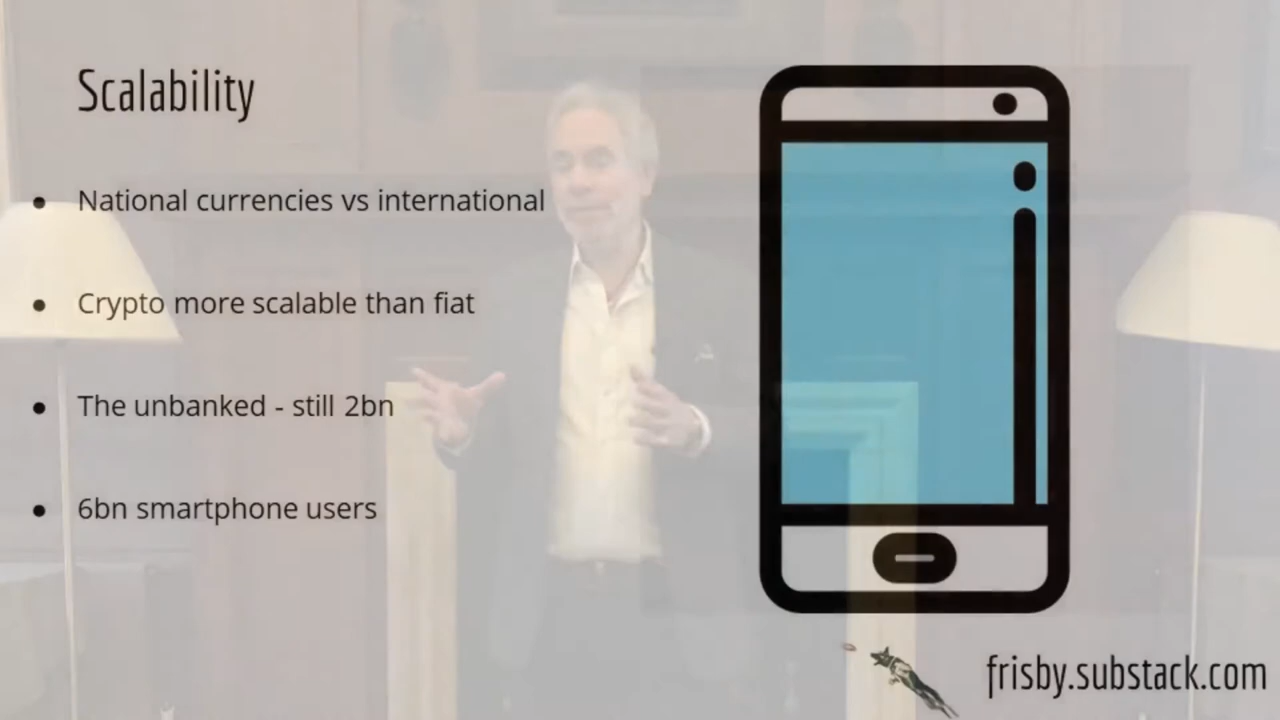 Scalability
National currencies vs international
Crypto more scalable than fiat
The unbanked - still 2bn
6bn smartphone users
frisby.substack.com